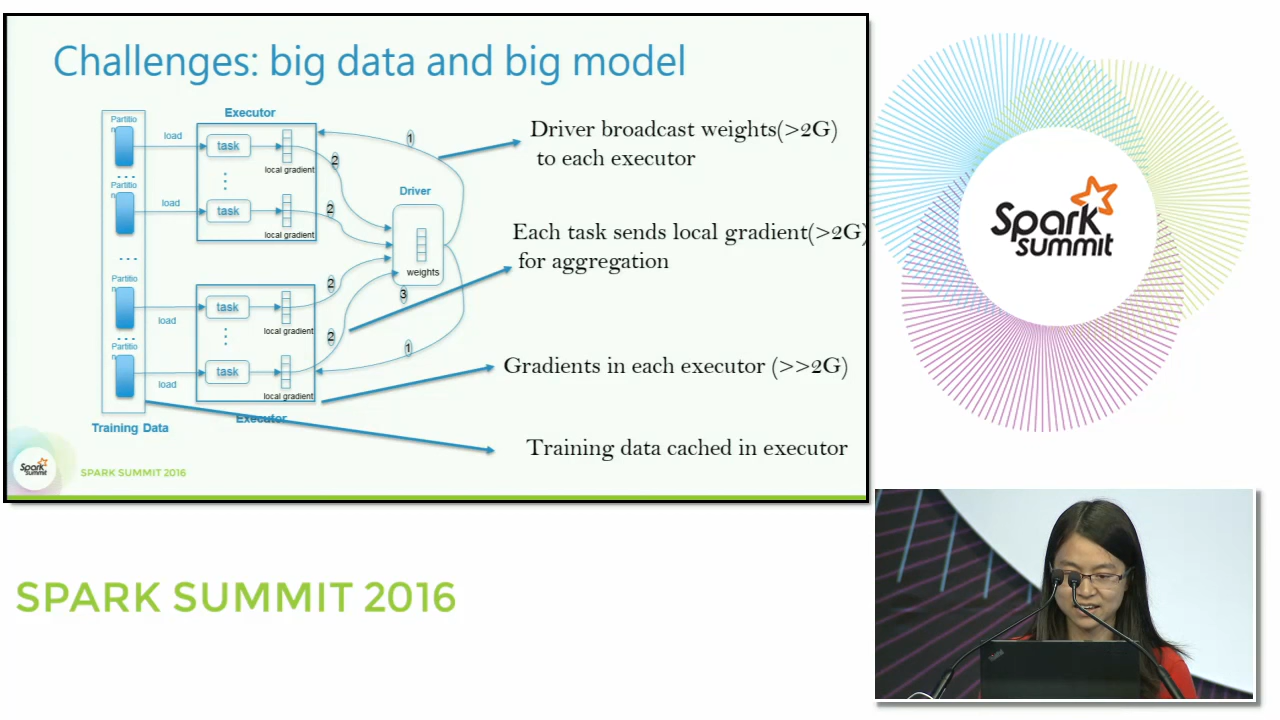 Challenges: big data and big model
Partitio
n
load
Executor
task
local gradient
1
2
Driver broadcast weights(>2G)
to each executor
Partitio
n
load
task
local gradient
2
Driver
weights
3
Each task sends local gradient(>2G)
for aggregation
Partitio
n
load
task
local gradient
2
Partitio
n
load
task
local gradient
2
1
Gradients in each executor (>>2G)
Executor
Training Data
Training data cached in executor
Spark
summit
SPARK SUMMIT 2016
Spark
summit
SPARK SUMMIT 2016